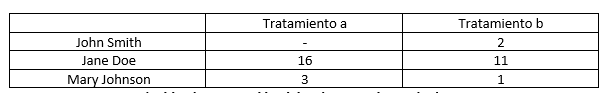 Tratamiento a Tratamiento b
John Smith - 2
Jane Doe 16 11
Mary Johnson 3 1